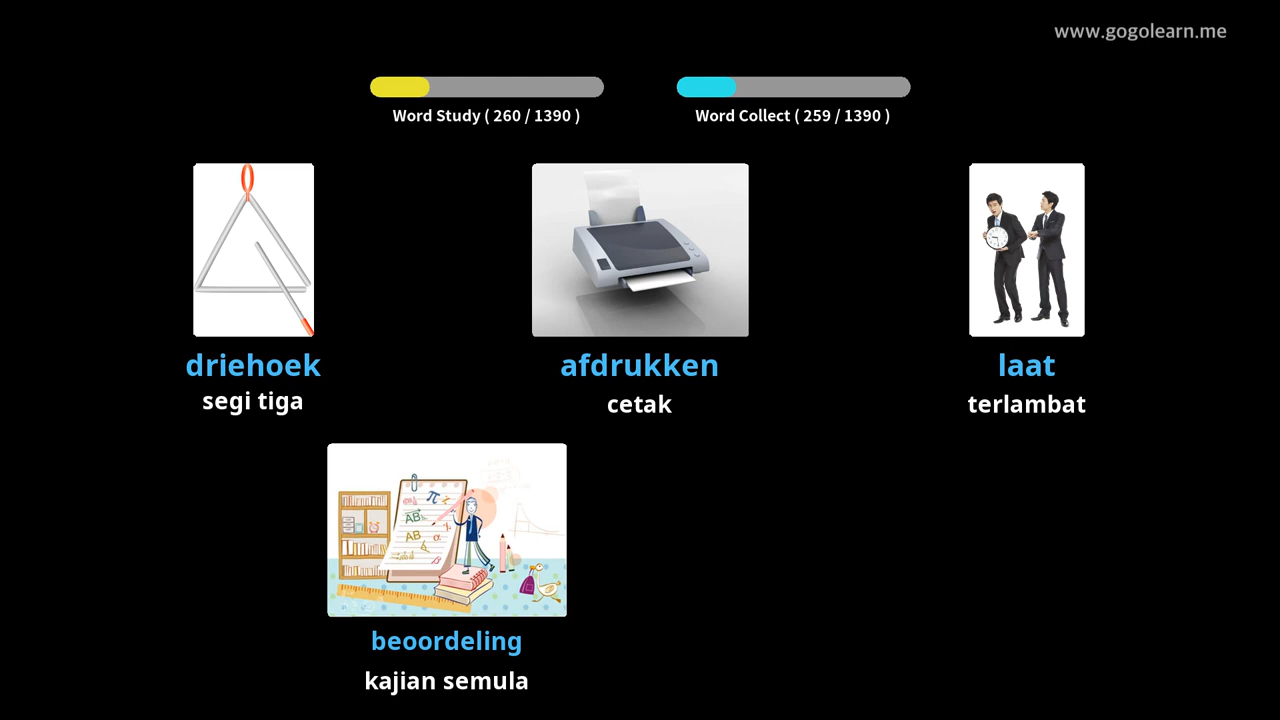 www.gogolearn.me
Word Study ( 260 / 1390 )
Word Collect ( 259 / 1390 )
driehoek
segi tiga
afdrukken
cetak
laat
terlambat
beoordeling
kajian semula